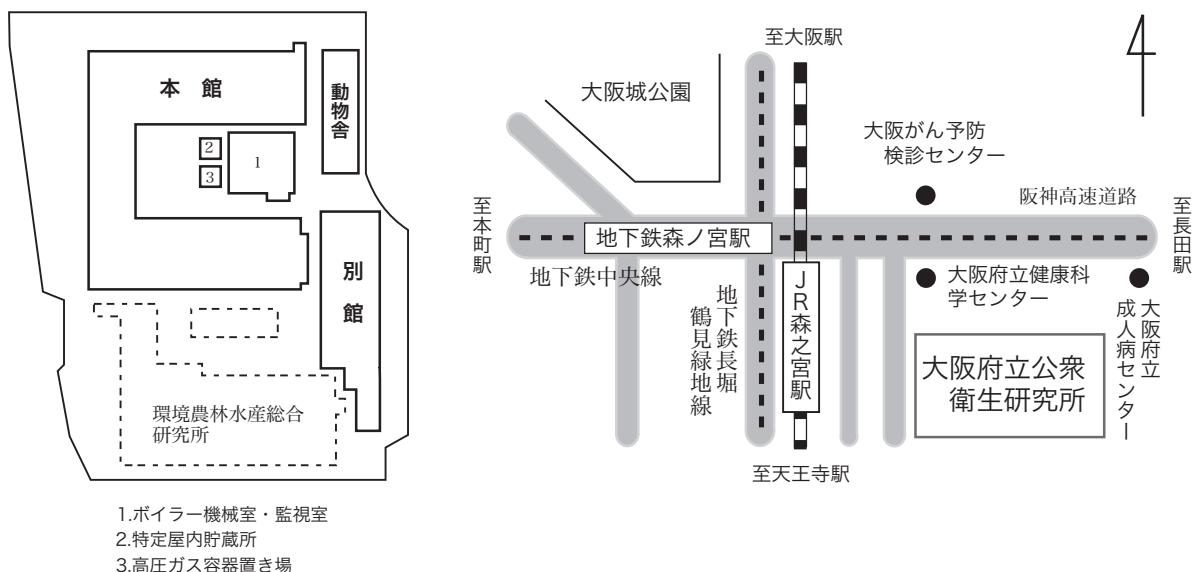 本 館
動物舎
2
3
1
別館
環境農林水産総合
研究所
1.ボイラー機械室・監視室
2.特定屋内貯蔵所
3.高圧ガス容器置き場
至大阪駅
大阪城公園
大阪がん予防
検診センター
阪神高速道路
至本町駅
地下鉄森ノ宮駅
至長田駅
地下鉄中央線
地下鉄長堀
鶴見緑地線
JR森之宮駅
大阪府立健康科
学センター
大阪府立
成人病センター
大阪府立公衆
衛生研究所
至天王寺駅